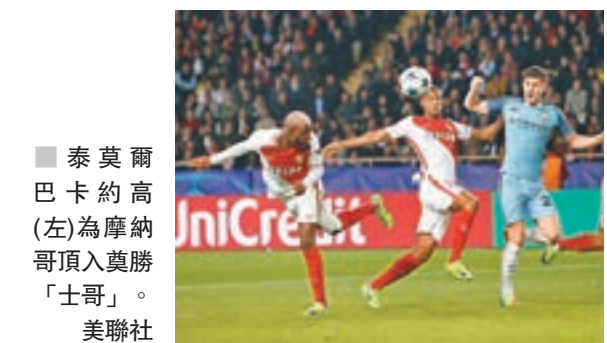 ■ 泰莫爾
巴卡約高
(左)為摩納
哥頂入奠勝
「士哥」。
美聯社
UniCredit